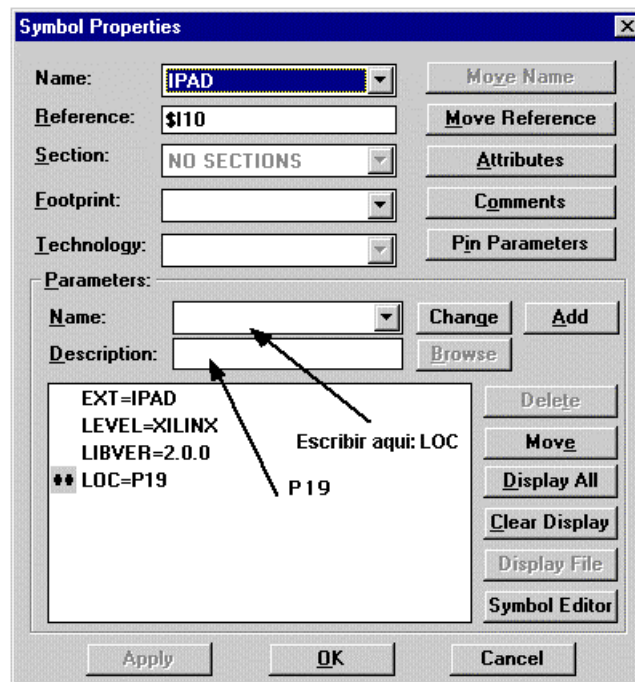 Symbol Properties
Name: IPAD Move Name
Reference: $I10 Move Reference
Section: NO SECTIONS Attributes
Footprint: Comments
Technology: Pin Parameters
Parameters:
Name: Change Add
Description: Browse
EXT=IPAD Delete
LEVEL=XILINX
LIBVER=2.0.0 Escribir aqui: LOC Move
LOC=P19 P19 Display All
Clear Display
Display File
Symbol Editor
Apply OK Cancel